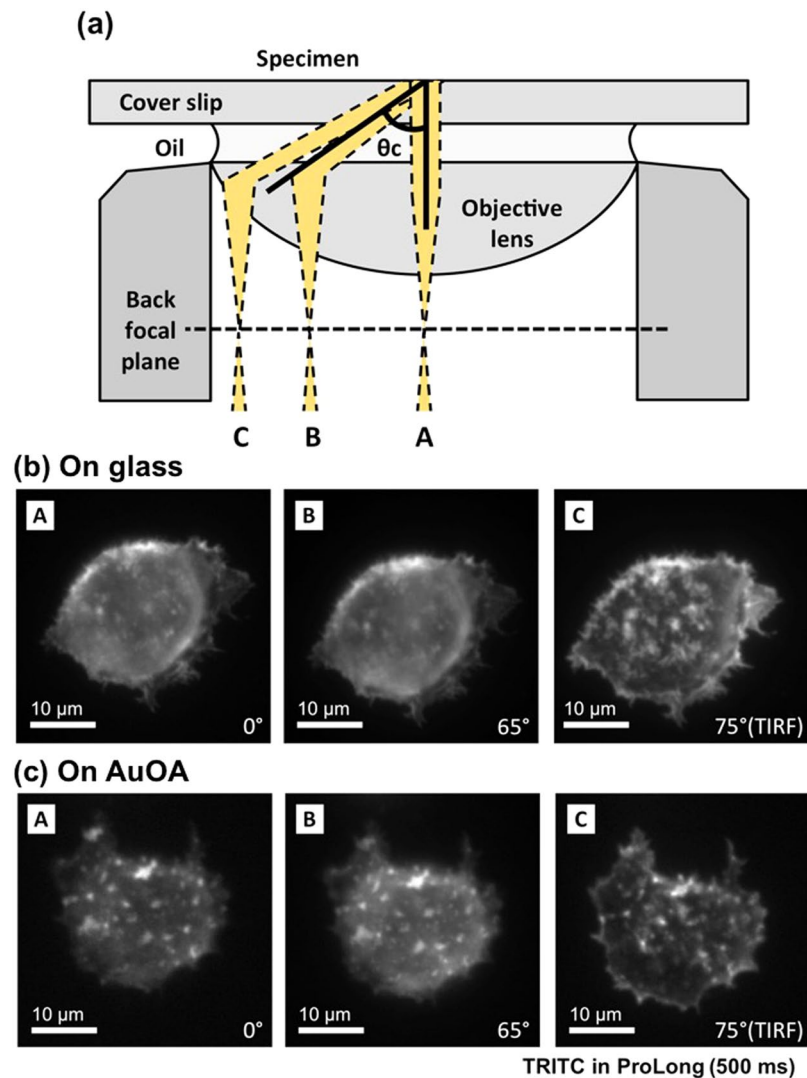 (a)
Specimen
Cover slip
Oil
θc
Objective
lens
Back
focal
plane
C B A
(b) On glass
A B C
10 µm 10 µm 10 µm
0° 65° 75°(TIRF)
(c) On AuOA
A B C
10 µm 10 µm 10 µm
0° 65° 75°(TIRF)
TRITC in ProLong (500 ms)